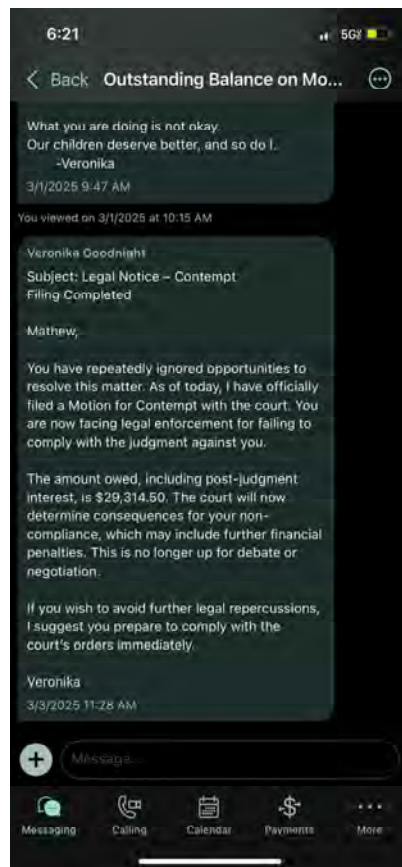 6:21
5G
Back Outstanding Balance on Mo...
What you are doing is not okay.
Our children deserve better, and so do I.
-Veronika
3/1/2025 9:47 AM
You viewed on 3/1/2025 at 10:15 AM
Veronika Goodnight
Subject: Legal Notice – Contempt
Filing Completed
Mathew,
You have repeatedly ignored opportunities to
resolve this matter. As of today, I have officially
filed a Motion for Contempt with the court. You
are now facing legal enforcement for failing to
comply with the judgment against you.
The amount owed, including post-judgment
interest, is $29,314.50. The court will now
determine consequences for your non-
compliance, which may include further financial
penalties. This is no longer up for debate or
negotiation.
If you wish to avoid further legal repercussions,
I suggest you prepare to comply with the
court's orders immediately.
Veronika
3/3/2025 11:28 AM
Message...
Messaging Calling Calendar Payments More